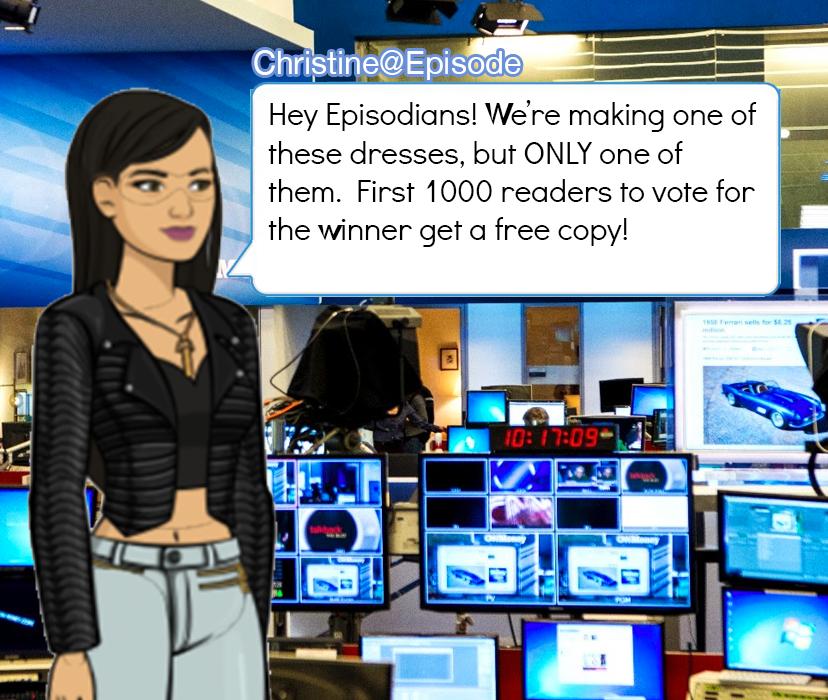 Christine@Episode
Hey Episodians! We're making one of
these dresses, but ONLY one of
them. First 1000 readers to vote for
the winner get a free copy!
1958 Ferrari sells for $8.25
million
10:17:09
talkback
talkback
CNNMoney
CNNMoney
PV
PGM